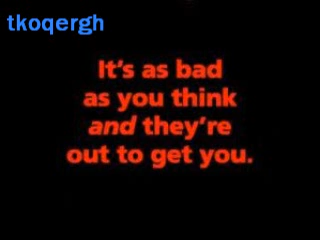 tkoqergh
It's as bad
as you think
and they're
out to get you.